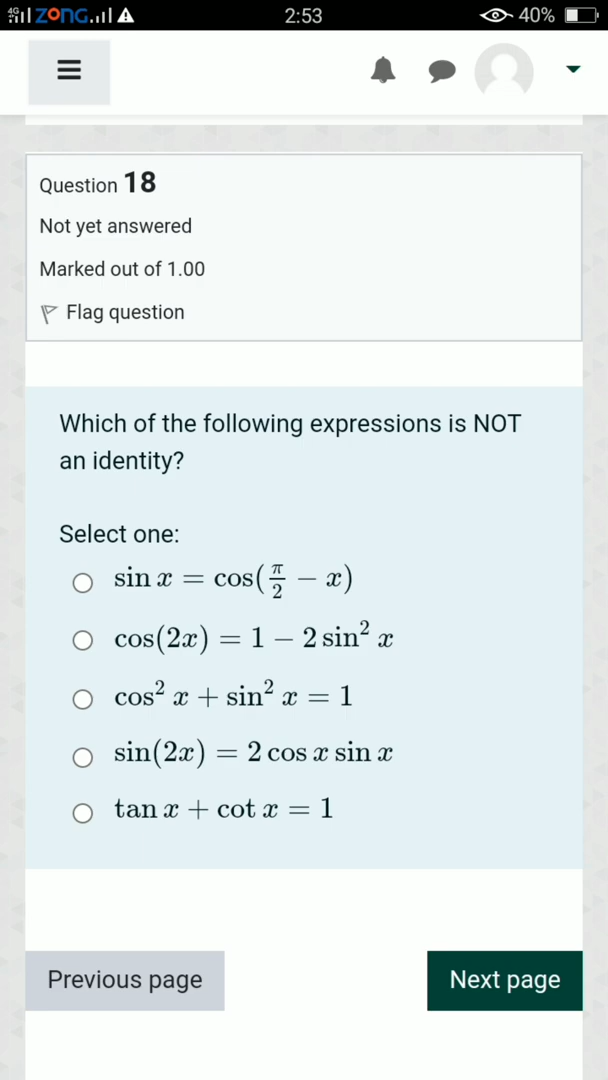 4G ZONG 2:53 40%
Question 18
Not yet answered
Marked out of 1.00
Flag question
Which of the following expressions is NOT
an identity?
Select one:
sin x = cos(π/2 − x)
cos(2x) = 1 − 2 sin² x
cos² x + sin² x = 1
sin(2x) = 2 cos x sin x
tan x + cot x = 1
Previous page Next page